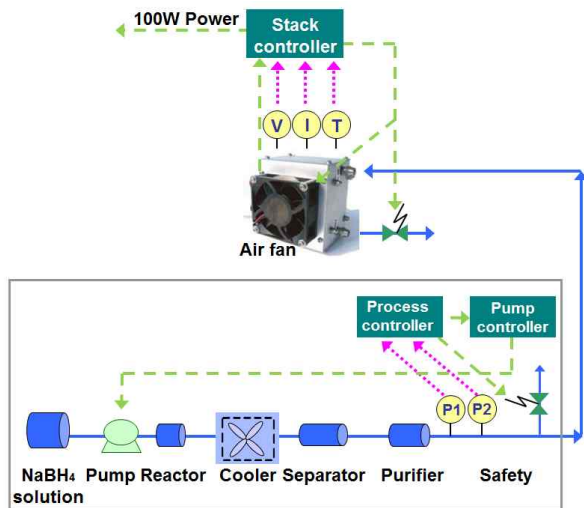 100W Power
Stack
controller
V I T
Air fan
Process
controller
Pump
controller
P1 P2
NaBH₄ Pump Reactor Cooler Separator Purifier Safety
solution